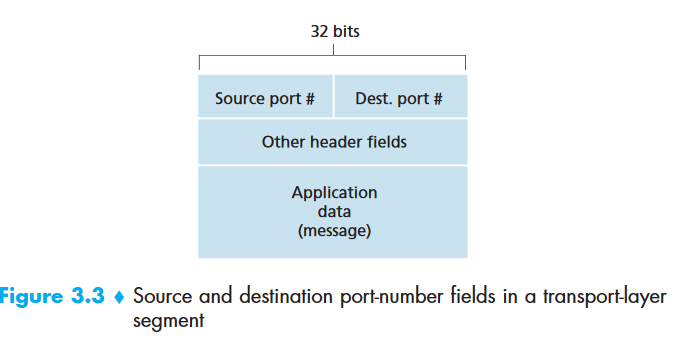 32 bits
Source port #
Dest. port #
Other header fields
Application
data
(message)
Figure 3.3 ♦ Source and destination port-number fields in a transport-layer
segment